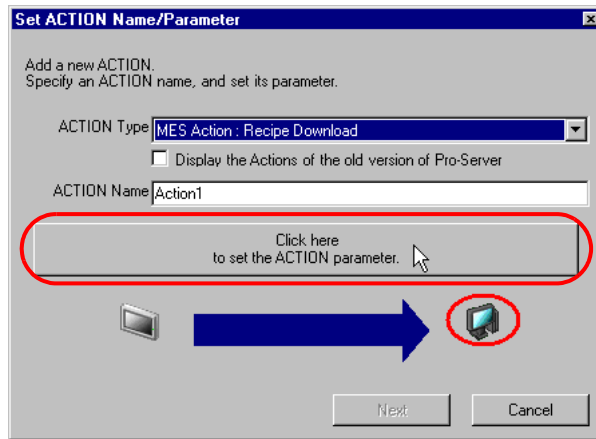 Set ACTION Name/Parameter
Add a new ACTION.
Specify an ACTION name, and set its parameter.
ACTION Type MES Action : Recipe Download
Display the Actions of the old version of Pro-Server
ACTION Name Action1
Click here
to set the ACTION parameter.
Next Cancel